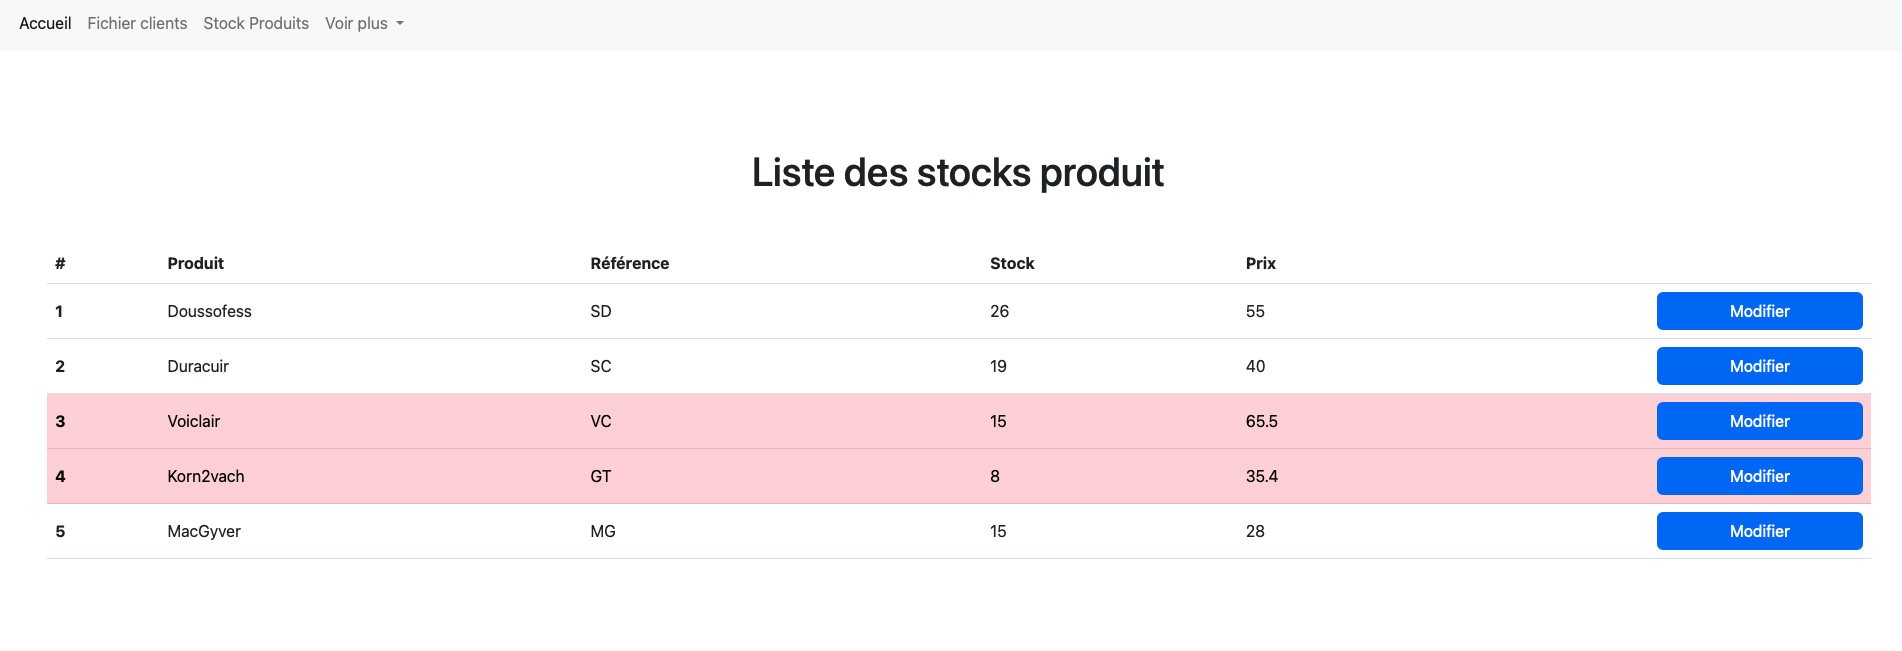 Accueil Fichier clients Stock Produits Voir plus
Liste des stocks produit
# Produit Référence Stock Prix
1 Doussofess SD 26 55 Modifier
2 Duracuir SC 19 40 Modifier
3 Voiclair VC 15 65.5 Modifier
4 Korn2vach GT 8 35.4 Modifier
5 MacGyver MG 15 28 Modifier